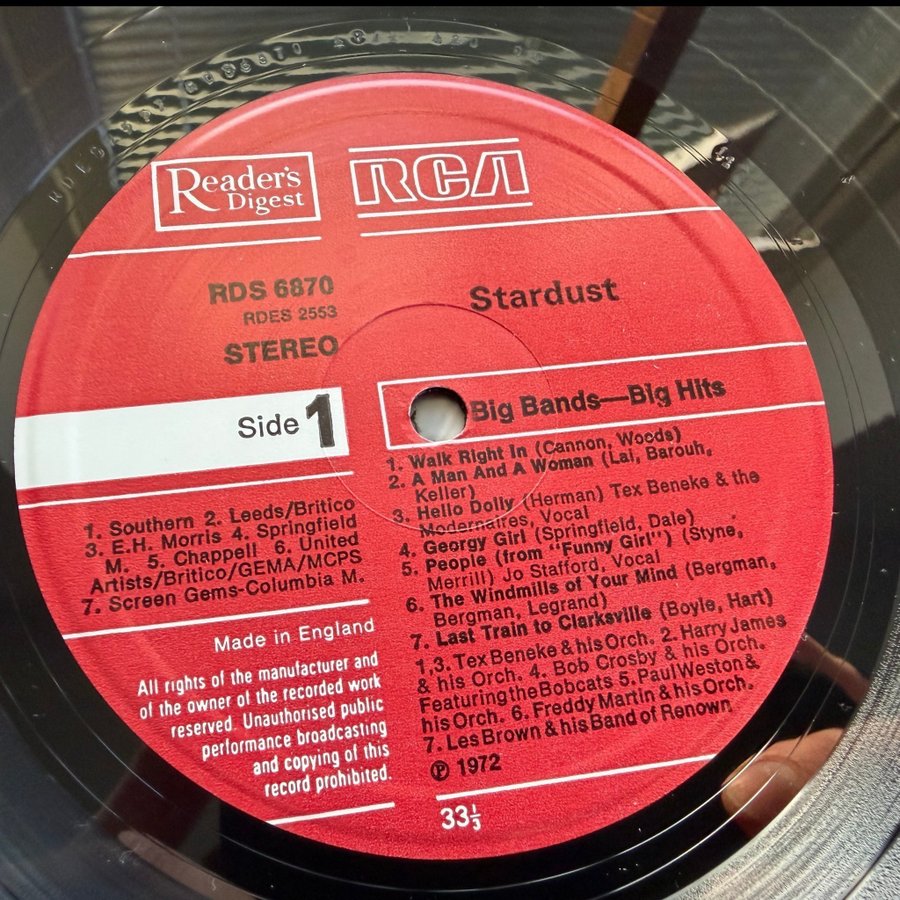 Reader's
Digest
RCA
RDS 6870
RDES 2553
STEREO
Stardust
Side 1
Big Bands—Big Hits
1. Southern 2. Leeds/Britico
3. E.H. Morris 4. Springfield
M. 5. Chappell 6. United
Artists/Britico/GEMA/MCPS
7. Screen Gems-Columbia M.
Made in England
All rights of the manufacturer and
of the owner of the recorded work
reserved. Unauthorised public
performance broadcasting
and copying of this
record prohibited.
1. Walk Right In (Cannon, Woods)
2. A Man And A Woman (Lai, Barouh,
Keller)
3. Hello Dolly (Herman) Tex Beneke & the
Modernaires, Vocal
4. Georgy Girl (Springfield, Dale)
5. People (from "Funny Girl") (Styne,
Merrill) Jo Stafford, Vocal
6. The Windmills of Your Mind (Bergman,
Bergman, Legrand)
7. Last Train to Clarksville (Boyle, Hart)
1,3. Tex Beneke & his Orch. 2. Harry James
& his Orch. 4. Bob Crosby & his Orch.
Featuring the Bobcats 5. Paul Weston &
his Orch. 6. Freddy Martin & his Orch.
7. Les Brown & his Band of Renown
℗ 1972
33⅓